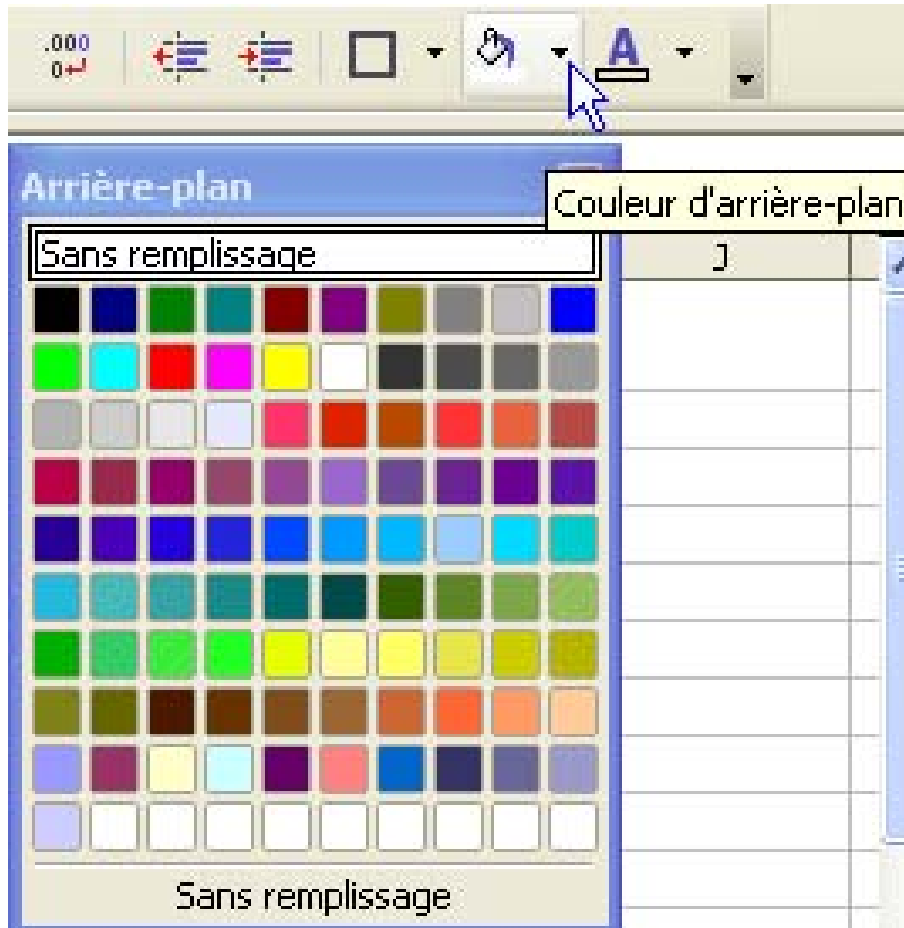 .000
0
A
Arrière-plan
Couleur d'arrière-plan
Sans remplissage
J
Sans remplissage